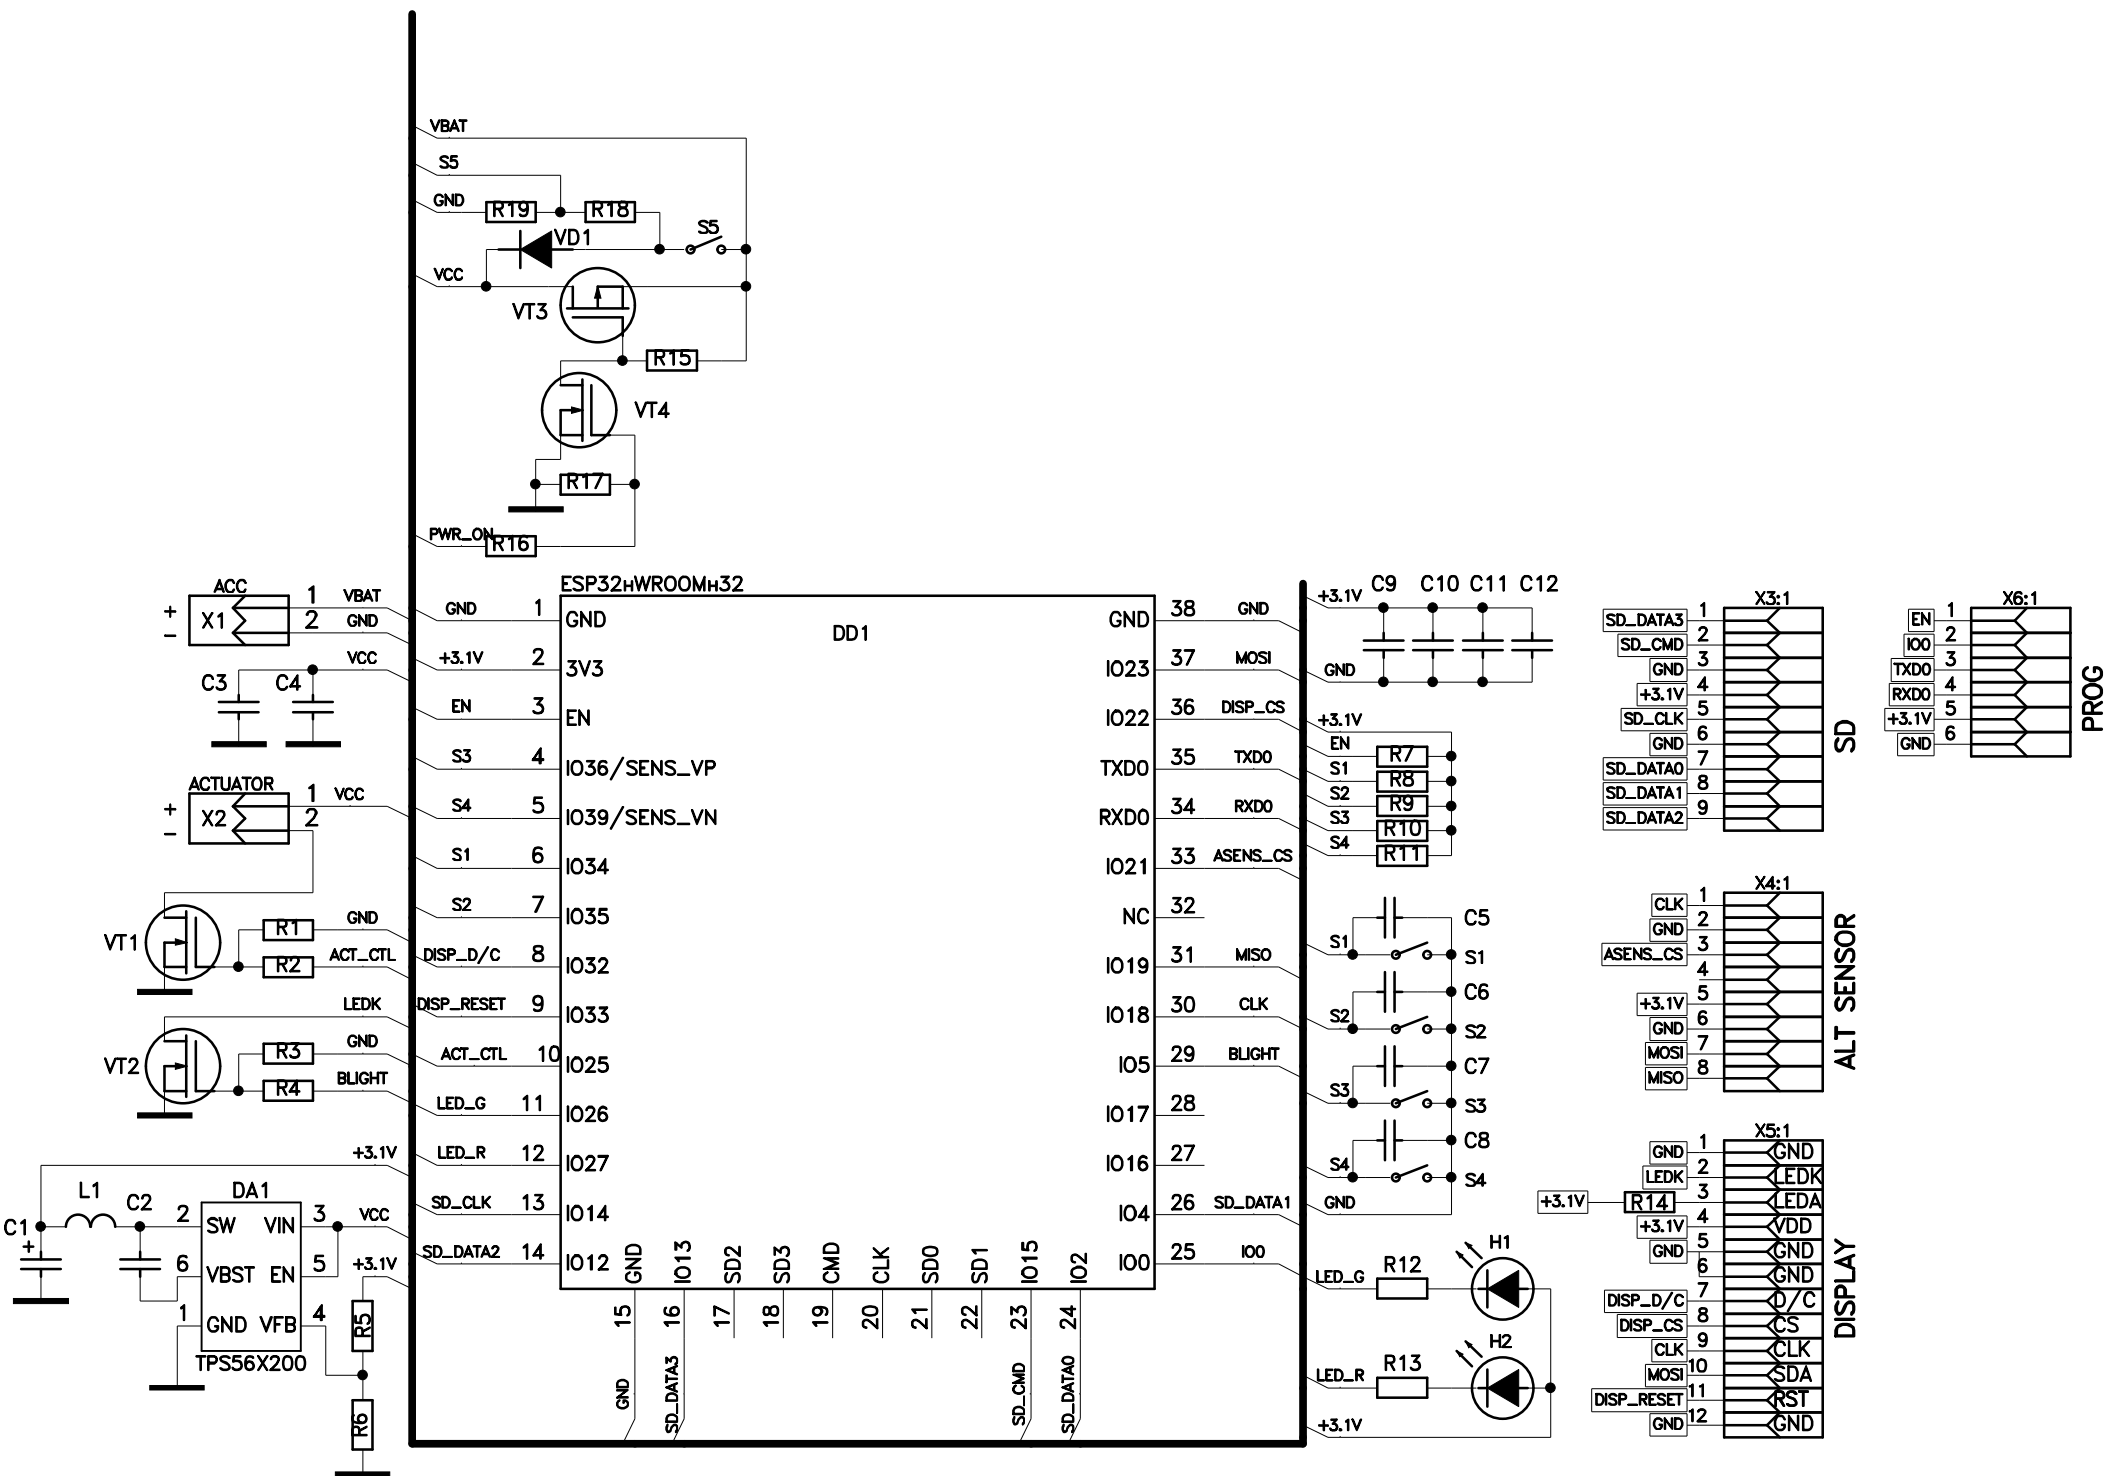 VBAT
S5
GND
R19
R18
VD1
S5
VCC
VT3
R15
VT4
R17
PWR_ON
R16
ACC
+
−
X1
1
VBAT
2
GND
VCC
C3
C4
ACTUATOR
+
−
X2
1
VCC
2
VT1
R1
GND
R2
ACT_CTL
LEDK
VT2
R3
GND
R4
BLIGHT
+3.1V
C1
+
L1
C2
DA1
2
SW
VIN
3
VCC
6
VBST
EN
5
1
GND
VFB
4
TPS56X200
+3.1V
R5
R6
ESP32нWROOMн32
DD1
GND
1
GND
+3.1V
2
3V3
EN
3
EN
S3
4
IO36/SENS_VP
S4
5
IO39/SENS_VN
S1
6
IO34
S2
7
IO35
DISP_D/C
8
IO32
DISP_RESET
9
IO33
ACT_CTL
10
IO25
LED_G
11
IO26
LED_R
12
IO27
SD_CLK
13
IO14
SD_DATA2
14
IO12
GND
15
GND
IO13
16
SD_DATA3
SD2
17
SD3
18
CMD
19
CLK
20
SD0
21
SD1
22
IO15
23
SD_CMD
IO2
24
SD_DATA0
GND
38
GND
IO23
37
MOSI
IO22
36
DISP_CS
TXD0
35
TXD0
RXD0
34
RXD0
IO21
33
ASENS_CS
NC
32
IO19
31
MISO
IO18
30
CLK
IO5
29
BLIGHT
IO17
28
IO16
27
IO4
26
SD_DATA1
IO0
25
IO0
+3.1V
C9
C10
C11
C12
GND
+3.1V
EN
R7
S1
R8
S2
R9
S3
R10
S4
R11
C5
S1
S1
C6
S2
S2
C7
S3
S3
C8
S4
S4
GND
H1
LED_G
R12
H2
LED_R
R13
+3.1V
X3:1
SD_DATA3
1
SD_CMD
2
GND
3
+3.1V
4
SD_CLK
5
GND
6
SD_DATA0
7
SD_DATA1
8
SD_DATA2
9
SD
X6:1
EN
1
IO0
2
TXD0
3
RXD0
4
+3.1V
5
GND
6
PROG
X4:1
CLK
1
GND
2
ASENS_CS
3
4
+3.1V
5
GND
6
MOSI
7
MISO
8
ALT SENSOR
X5:1
GND
1
GND
LEDK
2
LEDK
+3.1V
R14
3
LEDA
+3.1V
4
VDD
GND
5
GND
6
GND
DISP_D/C
7
D/C
DISP_CS
8
CS
CLK
9
CLK
MOSI
10
SDA
DISP_RESET
11
RST
GND
12
GND
DISPLAY